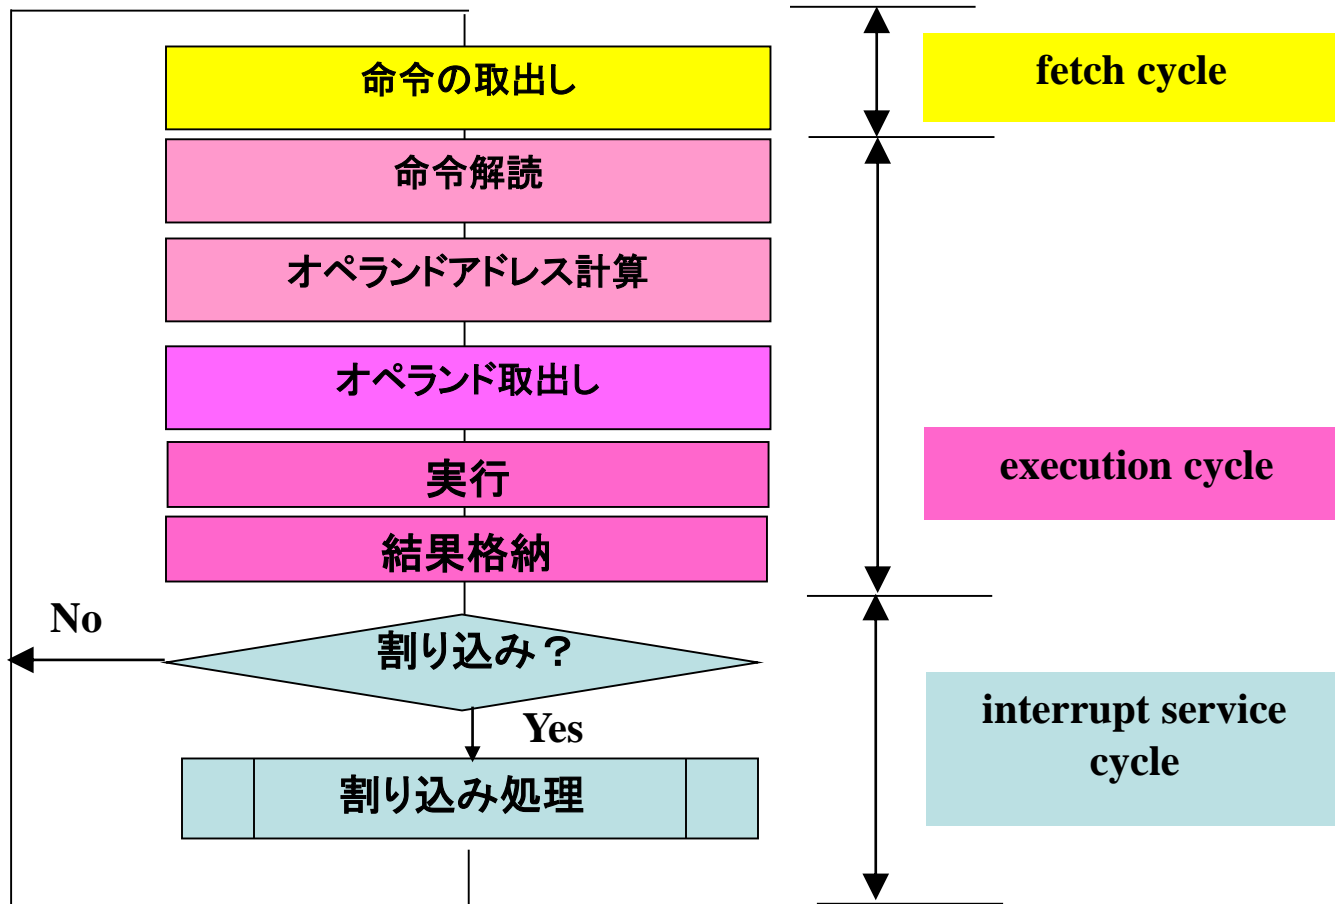 命令の取出し
fetch cycle
命令解読
オペランドアドレス計算
オペランド取出し
実行
execution cycle
結果格納
No
割り込み？
Yes
interrupt service
cycle
割り込み処理